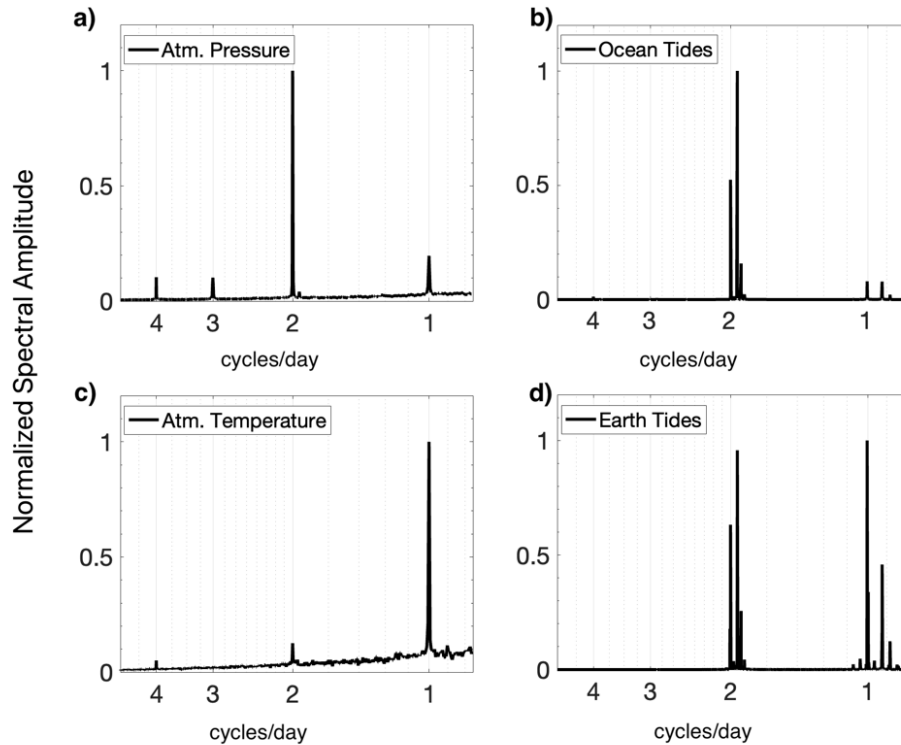 Normalized Spectral Amplitude
a)
Atm. Pressure
1
0.5
0
4 3 2 1
cycles/day
b)
Ocean Tides
1
0.5
0
4 3 2 1
cycles/day
c)
Atm. Temperature
1
0.5
0
4 3 2 1
cycles/day
d)
Earth Tides
1
0.5
0
4 3 2 1
cycles/day